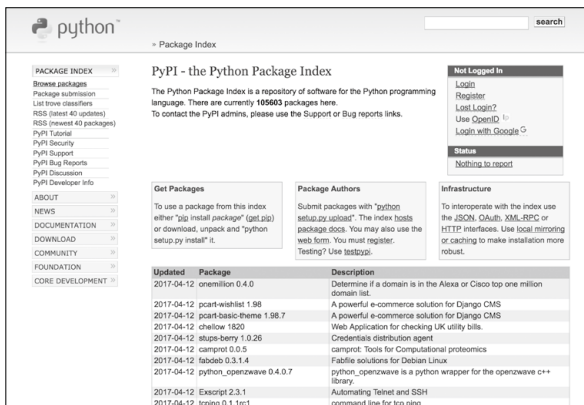 python™
search
» Package Index
PACKAGE INDEX »
Browse packages
Package submission
List trove classifiers
RSS (latest 40 updates)
RSS (newest 40 packages)
PyPI Tutorial
PyPI Security
PyPI Support
PyPI Bug Reports
PyPI Discussion
PyPI Developer Info
ABOUT »
NEWS »
DOCUMENTATION »
DOWNLOAD »
COMMUNITY »
FOUNDATION »
CORE DEVELOPMENT »
PyPI - the Python Package Index
The Python Package Index is a repository of software for the Python programming
language. There are currently 105603 packages here.
To contact the PyPI admins, please use the Support or Bug reports links.
Not Logged In
Login
Register
Lost Login?
Use OpenID
Login with Google G
Status
Nothing to report
Get Packages
To use a package from this index
either "pip install package" (get pip)
or download, unpack and "python
setup.py install" it.
Package Authors
Submit packages with "python
setup.py upload". The index hosts
package docs. You may also use the
web form. You must register.
Testing? Use testpypi.
Infrastructure
To interoperate with the index use
the JSON, OAuth, XML-RPC or
HTTP interfaces. Use local mirroring
or caching to make installation more
robust.
Updated Package Description
2017-04-12 onemillion 0.4.0 Determine if a domain is in the Alexa or Cisco top one million
domain list.
2017-04-12 pcart-wishlist 1.98 A powerful e-commerce solution for Django CMS
2017-04-12 pcart-basic-theme 1.98.7 A powerful e-commerce solution for Django CMS
2017-04-12 chellow 1820 Web Application for checking UK utility bills.
2017-04-12 stups-berry 1.0.26 Credentials distribution agent
2017-04-12 camprot 0.0.5 camprot: Tools for Computational proteomics
2017-04-12 fabdeb 0.3.1.4 Fabfile solutions for Debian Linux
2017-04-12 python_openzwave 0.4.0.7 python_openzwave is a python wrapper for the openzwave c++
library.
2017-04-12 Exscript 2.3.1 Automating Telnet and SSH
2017-04-12 tcping 0.1.1rc1 command line for tcp ping